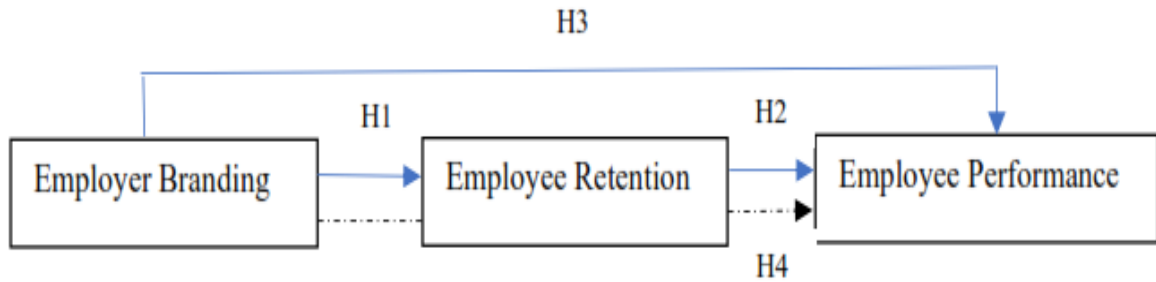 H3
H1
H2
Employer Branding
Employee Retention
Employee Performance
H4